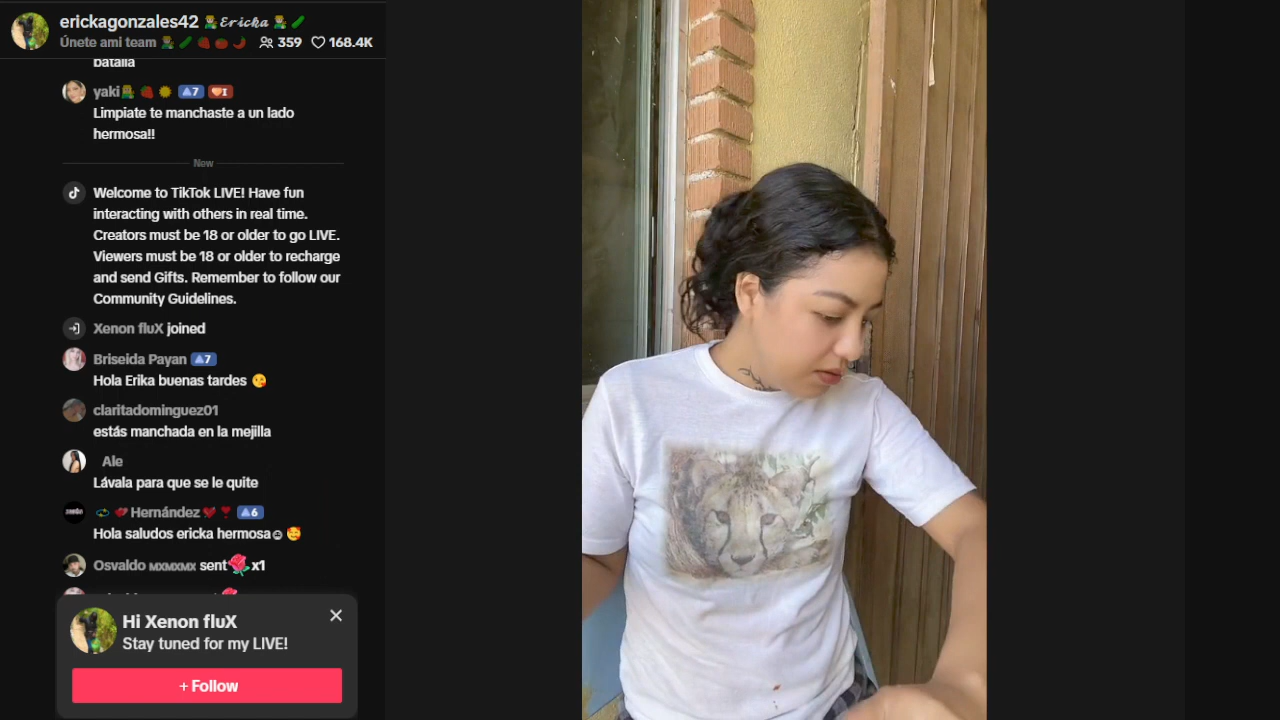 erickagonzales42 👨‍🌾𝓔𝓻𝓲𝓬𝓴𝓪👨‍🌾🥒
Únete ami team 👨‍🌾🥒🍓🍅🌶️ 359 168.4K
batalla
yaki👨‍🌾🍓☀️ 7 I
Limpiate te manchaste a un lado
hermosa!!
New
Welcome to TikTok LIVE! Have fun
interacting with others in real time.
Creators must be 18 or older to go LIVE.
Viewers must be 18 or older to recharge
and send Gifts. Remember to follow our
Community Guidelines.
Xenon fluX joined
Briseida Payan 7
Hola Erika buenas tardes 😘
claritadominguez01
estás manchada en la mejilla
Ale
Lávala para que se le quite
Hernández 6
Hola saludos ericka hermosa☺🥰
Osvaldo ᴍxᴍxᴍx sent🌹x1
Hi Xenon fluX
Stay tuned for my LIVE!
+ Follow